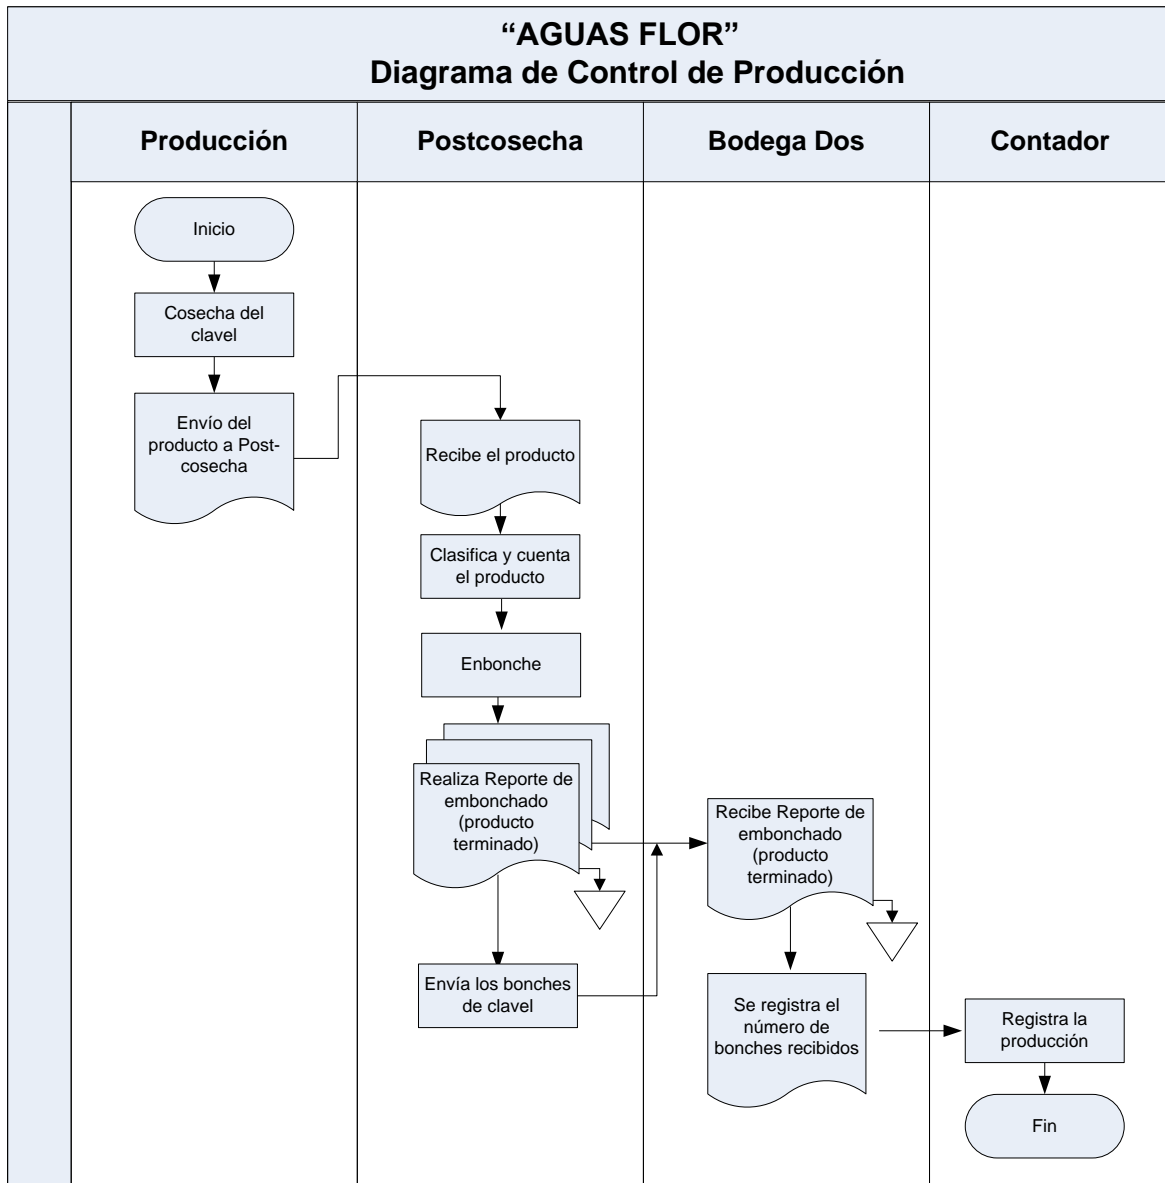 “AGUAS FLOR”
Diagrama de Control de Producción
Producción
Postcosecha
Bodega Dos
Contador
Inicio
Cosecha del
clavel
Envío del
producto a Post-
cosecha
Recibe el producto
Clasifica y cuenta
el producto
Enbonche
Realiza Reporte de
embonchado
(producto
terminado)
Envía los bonches
de clavel
Recibe Reporte de
embonchado
(producto
terminado)
Se registra el
número de
bonches recibidos
Registra la
producción
Fin